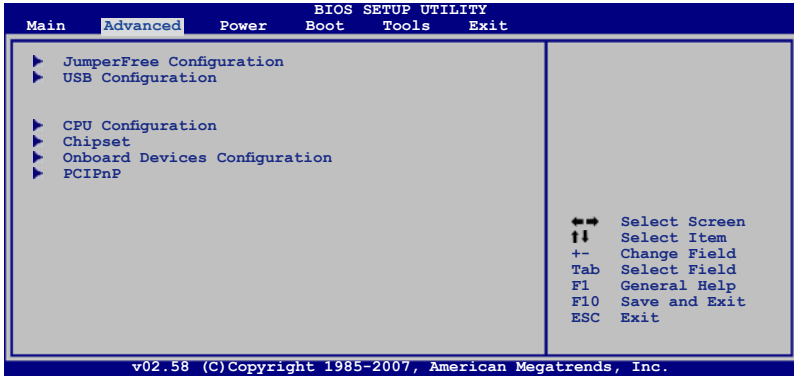 BIOS SETUP UTILITY
Main Advanced Power Boot Tools Exit
JumperFree Configuration
USB Configuration
CPU Configuration
Chipset
Onboard Devices Configuration
PCIPnP
Select Screen
Select Item
+- Change Field
Tab Select Field
F1 General Help
F10 Save and Exit
ESC Exit
v02.58 (C)Copyright 1985-2007, American Megatrends, Inc.